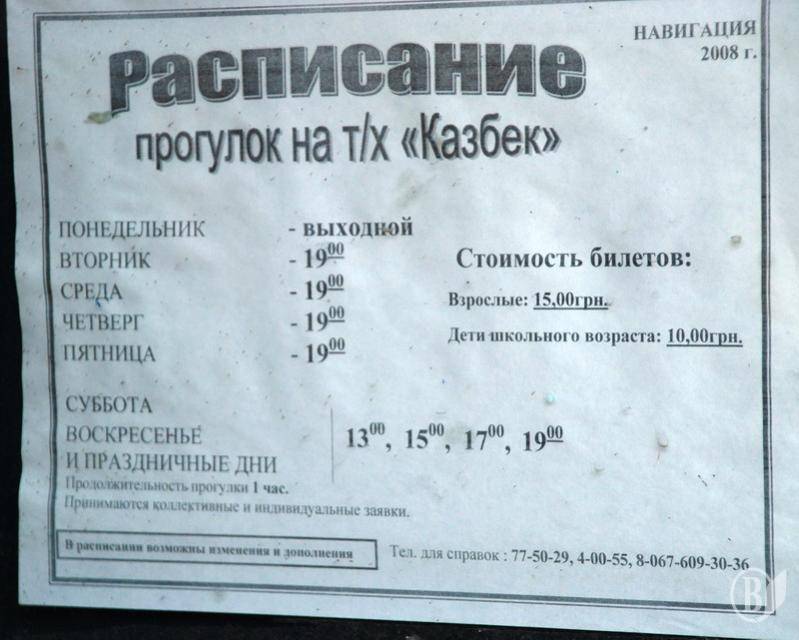 НАВИГАЦИЯ
2008 г.
Расписание
прогулок на т/х «Казбек»
ПОНЕДЕЛЬНИК - ВЫХОДНОЙ
ВТОРНИК - 19⁰⁰
СРЕДА - 19⁰⁰
ЧЕТВЕРГ - 19⁰⁰
ПЯТНИЦА - 19⁰⁰
Стоимость билетов:
Взрослые: 15,00грн.
Дети школьного возраста: 10,00грн.
СУББОТА
ВОСКРЕСЕНЬЕ
И ПРАЗДНИЧНЫЕ ДНИ
13⁰⁰, 15⁰⁰, 17⁰⁰, 19⁰⁰
Продолжительность прогулки 1 час.
Принимаются коллективные и индивидуальные заявки.
В расписании возможны изменения и дополнения
Тел. для справок : 77-50-29, 4-00-55, 8-067-609-30-36
В